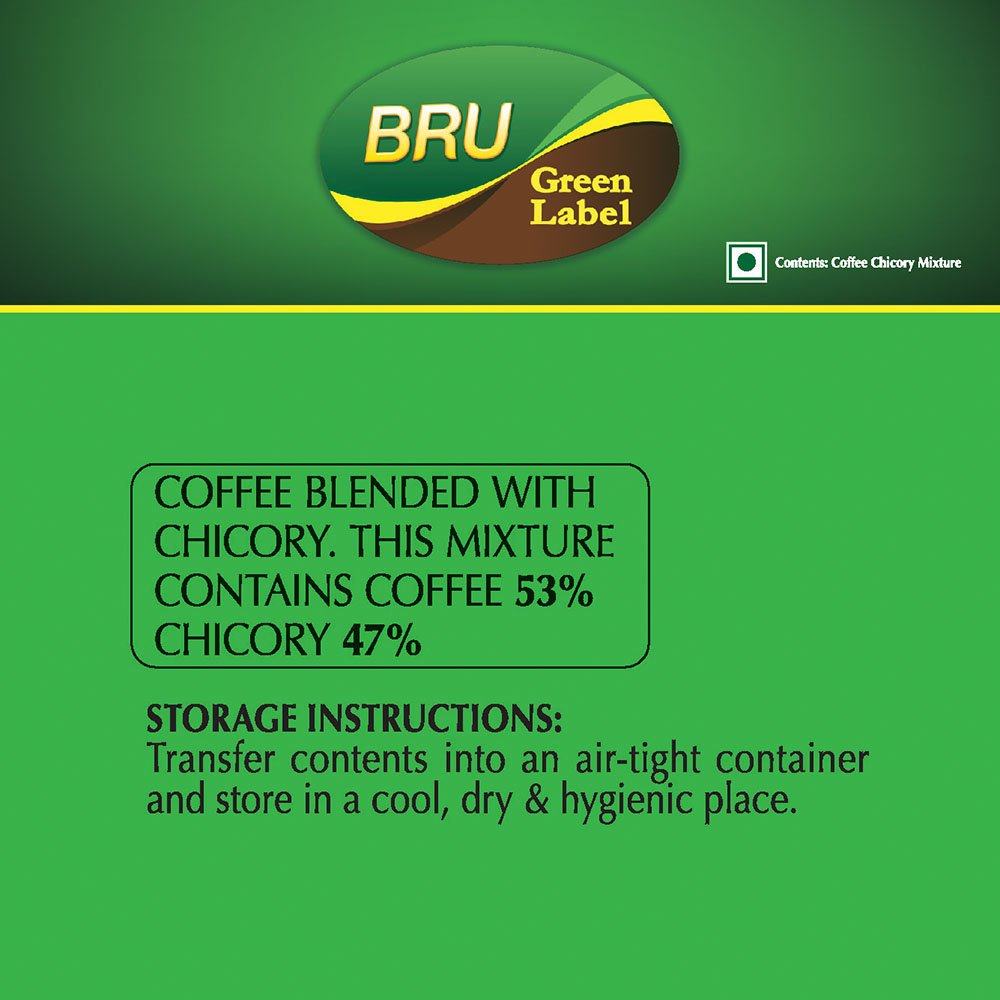 BRU
Green
Label
Contents: Coffee Chicory Mixture
COFFEE BLENDED WITH
CHICORY. THIS MIXTURE
CONTAINS COFFEE 53%
CHICORY 47%
STORAGE INSTRUCTIONS:
Transfer contents into an air-tight container
and store in a cool, dry & hygienic place.